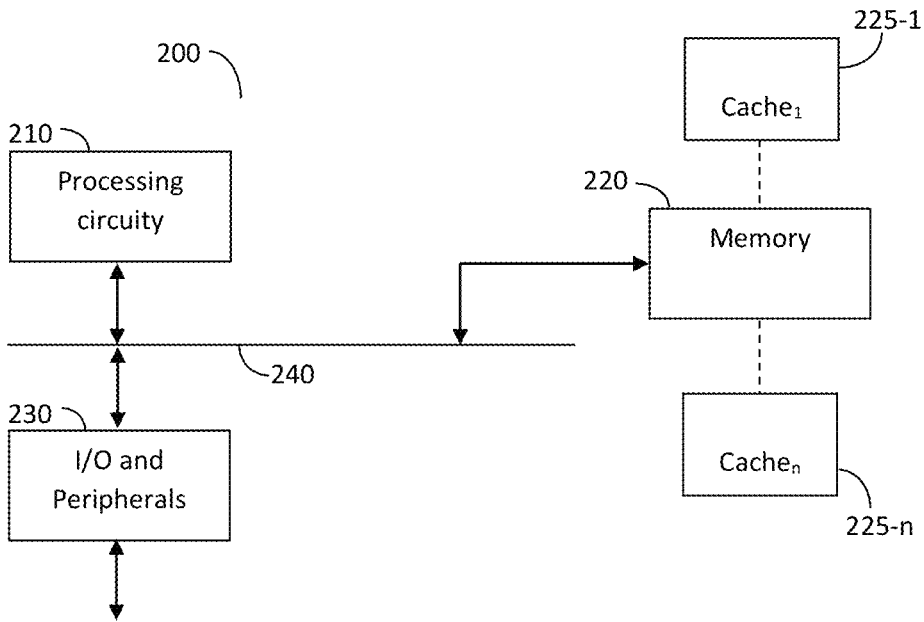 225-1
200
Cache₁
210
Processing
circuity
220
Memory
240
230
I/O and
Peripherals
Cacheₙ
225-n